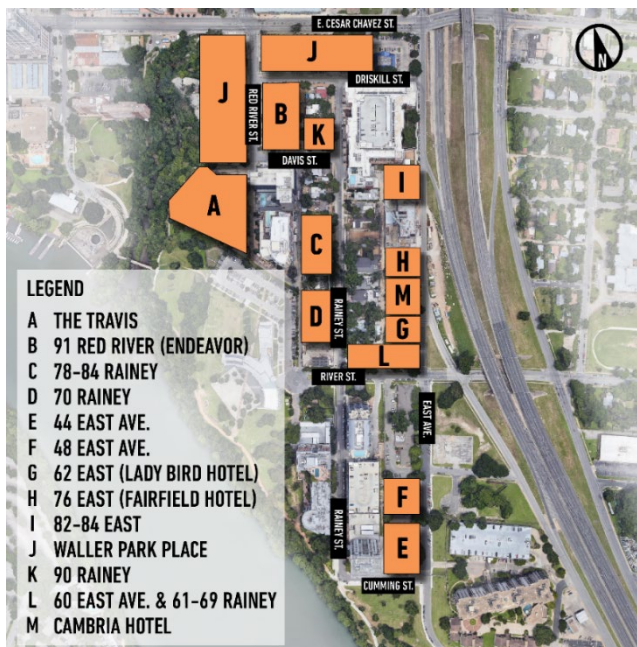 E. CESAR CHAVEZ ST.
J
DRISKILL ST.
N
J
RED RIVER ST.
B
K
DAVIS ST.
I
A
C
H
M
RAINEY ST.
D
G
L
RIVER ST.
EAST AVE.
F
RAINEY ST.
E
CUMMING ST.
LEGEND
A THE TRAVIS
B 91 RED RIVER (ENDEAVOR)
C 78-84 RAINEY
D 70 RAINEY
E 44 EAST AVE.
F 48 EAST AVE.
G 62 EAST (LADY BIRD HOTEL)
H 76 EAST (FAIRFIELD HOTEL)
I 82-84 EAST
J WALLER PARK PLACE
K 90 RAINEY
L 60 EAST AVE. & 61-69 RAINEY
M CAMBRIA HOTEL